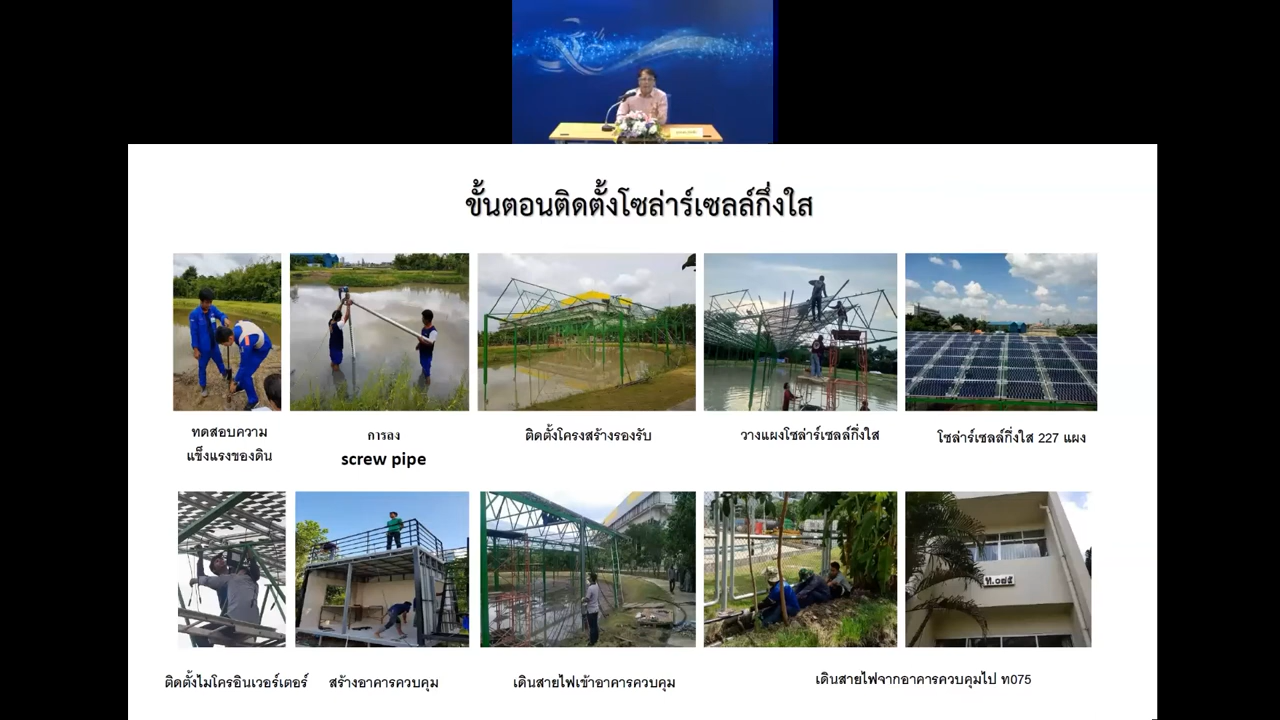 ขั้นตอนติดตั้งโซล่าร์เซลล์กึ่งใส
ทดสอบความ
แข็งแรงของดิน
การลง
screw pipe
ติดตั้งโครงสร้างรองรับ
วางแผงโซล่าร์เซลล์กึ่งใส
โซล่าร์เซลล์กึ่งใส 227 แผง
ท.๐๗๕
ติดตั้งไมโครอินเวอร์เตอร์
สร้างอาคารควบคุม
เดินสายไฟเข้าอาคารควบคุม
เดินสายไฟจากอาคารควบคุมไป ท075